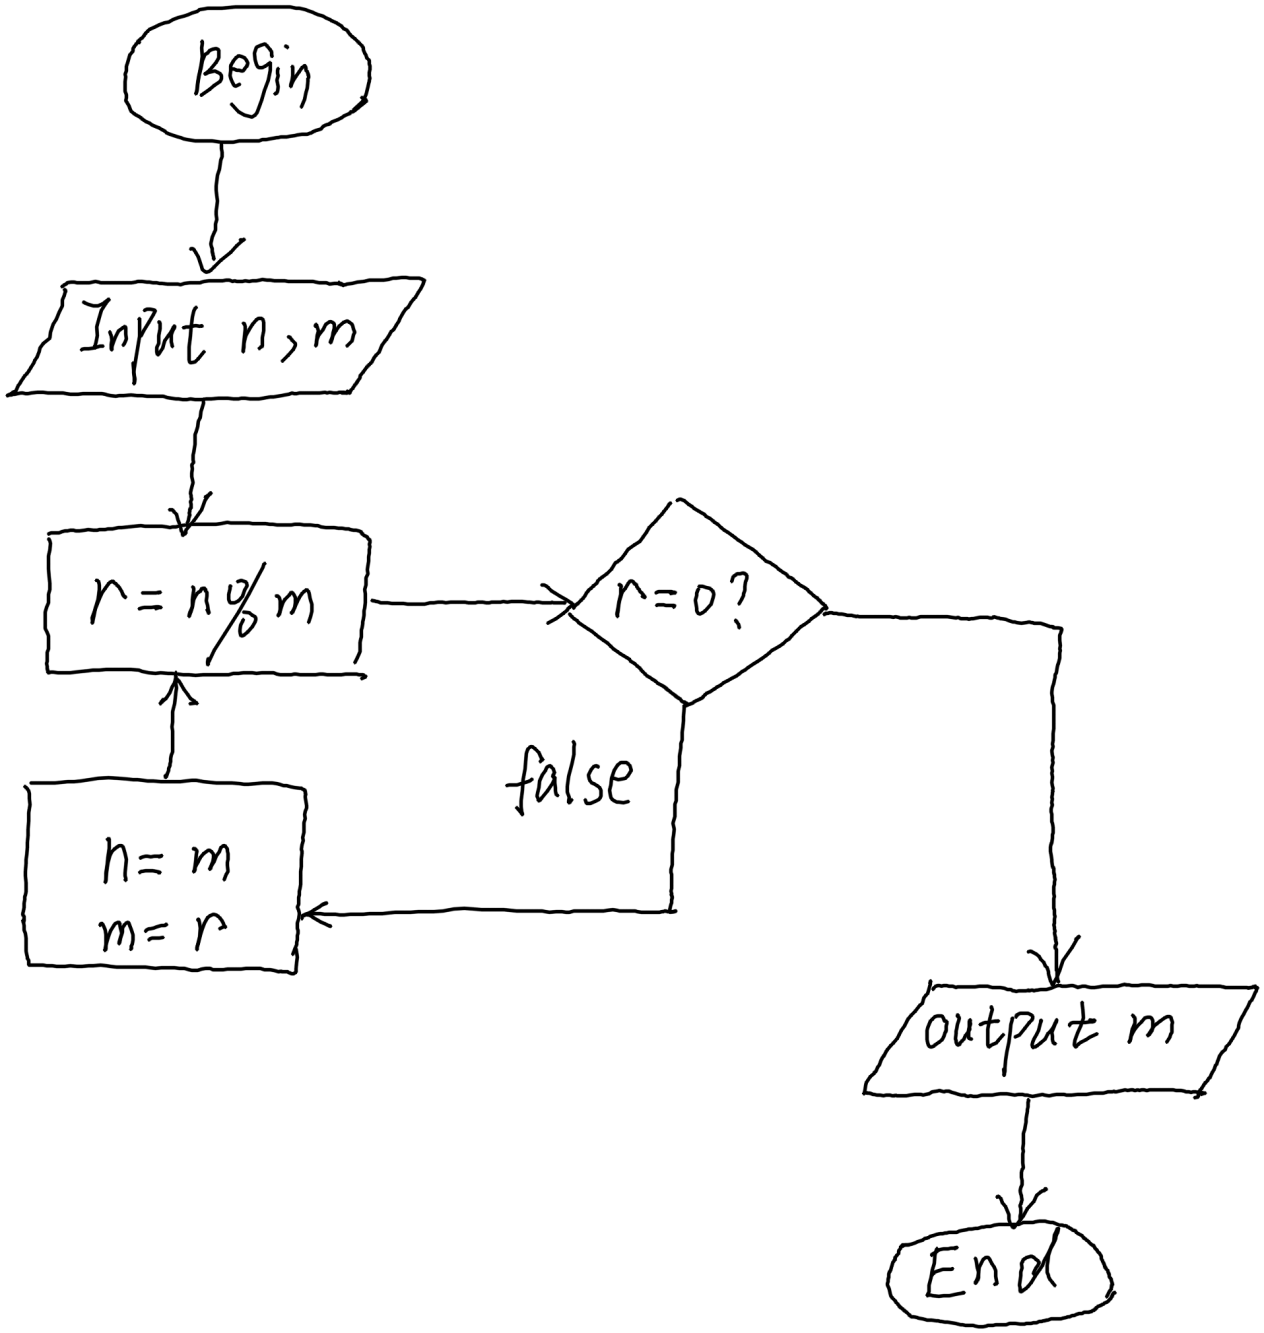 Begin
Input n, m
r = n % m
r = 0?
false
n = m
m = r
output m
End